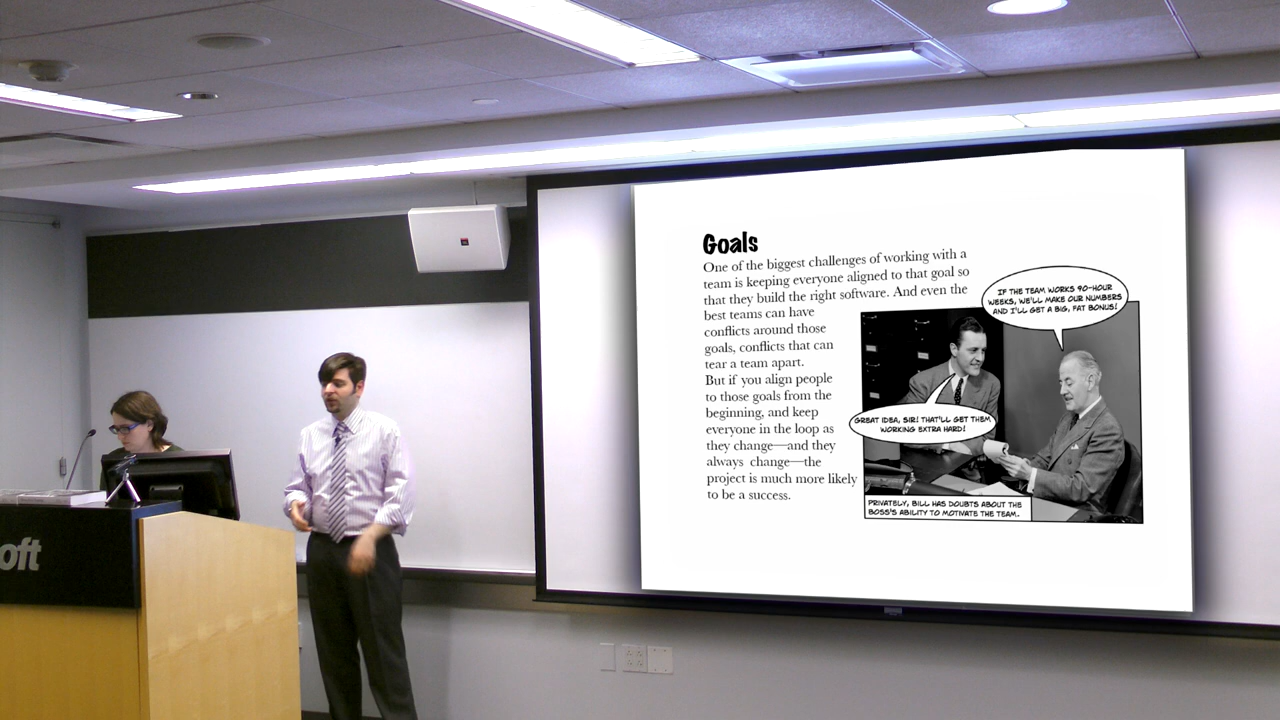 Goals
One of the biggest challenges of working with a
team is keeping everyone aligned to that goal so
that they build the right software. And even the
best teams can have
conflicts around those
goals, conflicts that can
tear a team apart.
But if you align people
to those goals from the
beginning, and keep
everyone in the loop as
they change—and they
always change—the
project is much more likely
to be a success.
IF THE TEAM WORKS 90-HOUR
WEEKS, WE'LL MAKE OUR NUMBERS
AND I'LL GET A BIG, FAT BONUS!
GREAT IDEA, SIR! THAT'LL GET THEM
WORKING EXTRA HARD!
PRIVATELY, BILL HAS DOUBTS ABOUT THE
BOSS'S ABILITY TO MOTIVATE THE TEAM.
oft